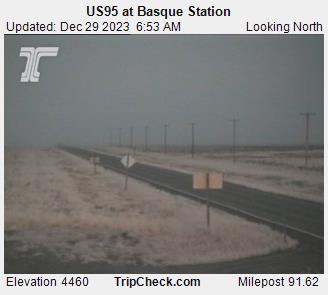 US95 at Basque Station
Updated: Dec 29 2023 6:53 AM Looking North
Elevation 4460 TripCheck.com Milepost 91.62